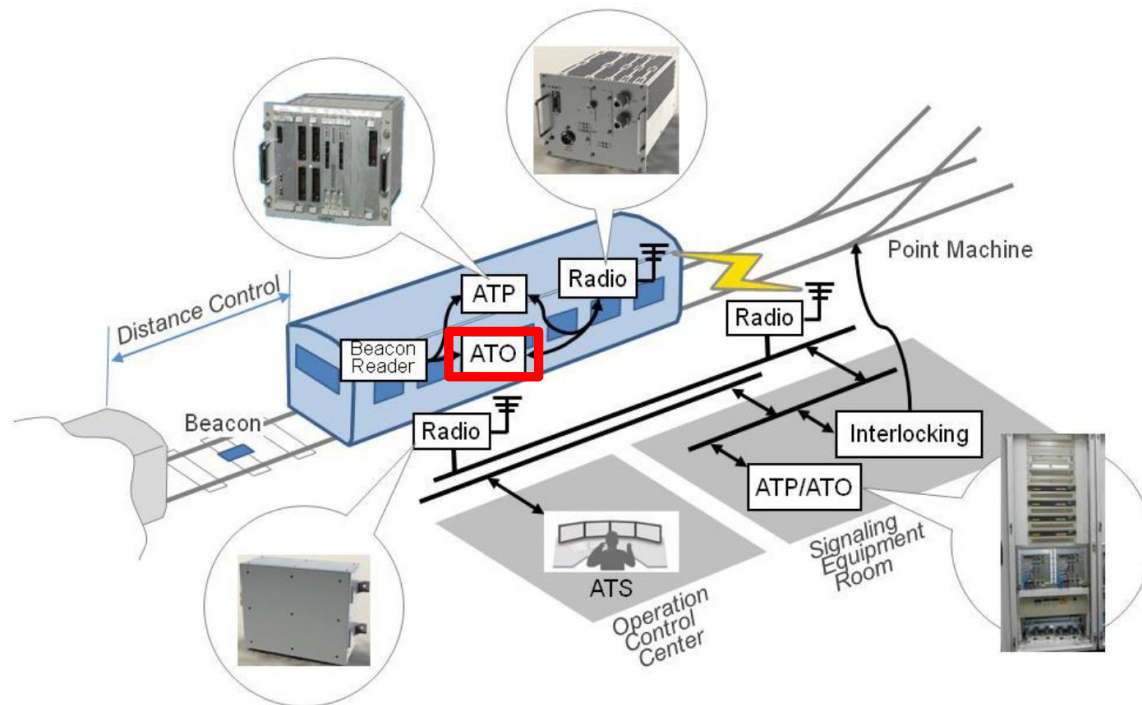 Point Machine
Radio
ATP
Distance Control
Radio
Beacon
Reader
ATO
Beacon
Radio
Interlocking
ATP/ATO
Signaling
Equipment
Room
ATS
Operation
Control
Center